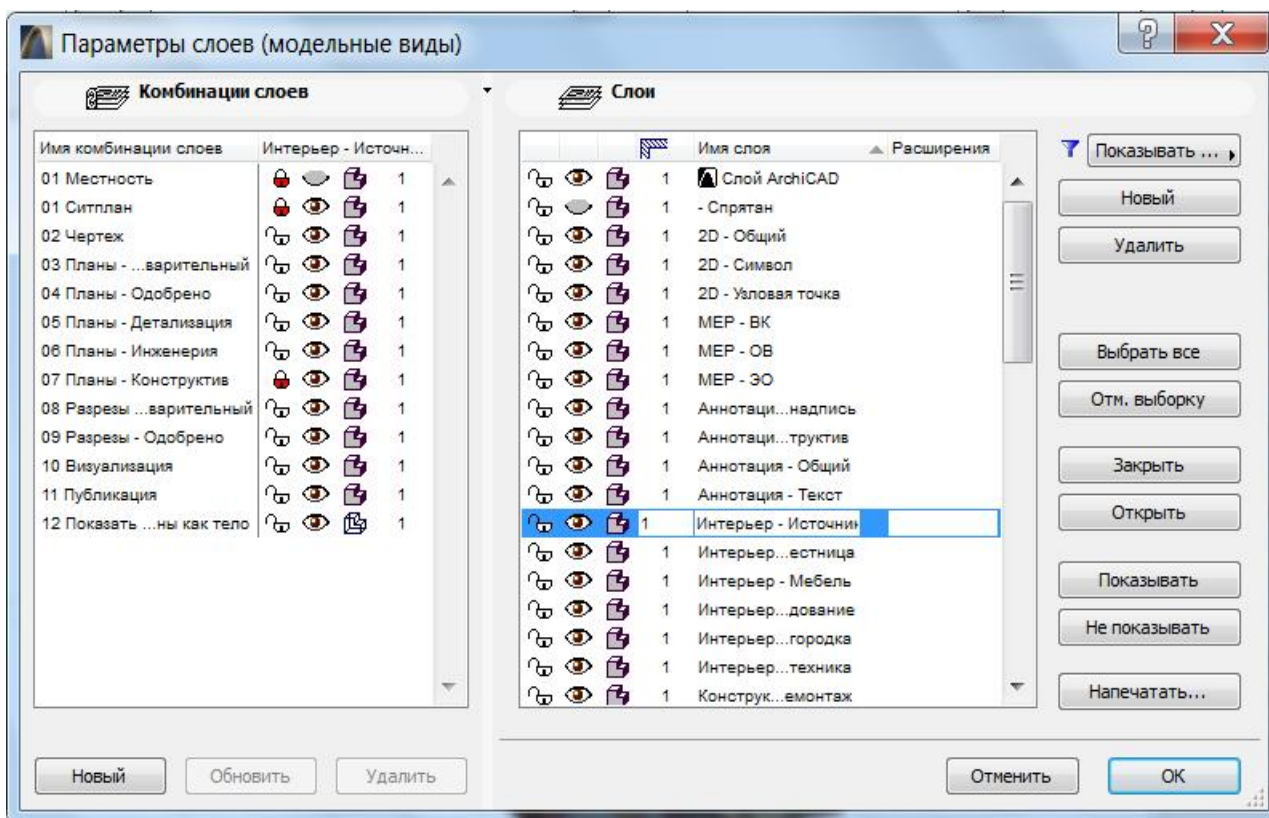 Параметры слоев (модельные виды)
Комбинации слоев
Имя комбинации слоев Интерьер - Источн...
01 Местность 1
01 Ситплан 1
02 Чертеж 1
03 Планы - ...варительный 1
04 Планы - Одобрено 1
05 Планы - Детализация 1
06 Планы - Инженерия 1
07 Планы - Конструктив 1
08 Разрезы ...варительный 1
09 Разрезы - Одобрено 1
10 Визуализация 1
11 Публикация 1
12 Показать ...ны как тело 1
Новый Обновить Удалить
Слои
Имя слоя Расширения
1 Слой ArchiCAD
1 - Спрятан
1 2D - Общий
1 2D - Символ
1 2D - Узловая точка
1 МЕР - ВК
1 МЕР - ОВ
1 МЕР - ЭО
1 Аннотаци...надпись
1 Аннотаци...труктив
1 Аннотация - Общий
1 Аннотация - Текст
1 Интерьер - Источник
1 Интерьер...естница
1 Интерьер - Мебель
1 Интерьер...дование
1 Интерьер...городка
1 Интерьер...техника
1 Конструк...емонтаж
Показывать ...
Новый
Удалить
Выбрать все
Отм. выборку
Закрыть
Открыть
Показывать
Не показывать
Напечатать...
Отменить OK